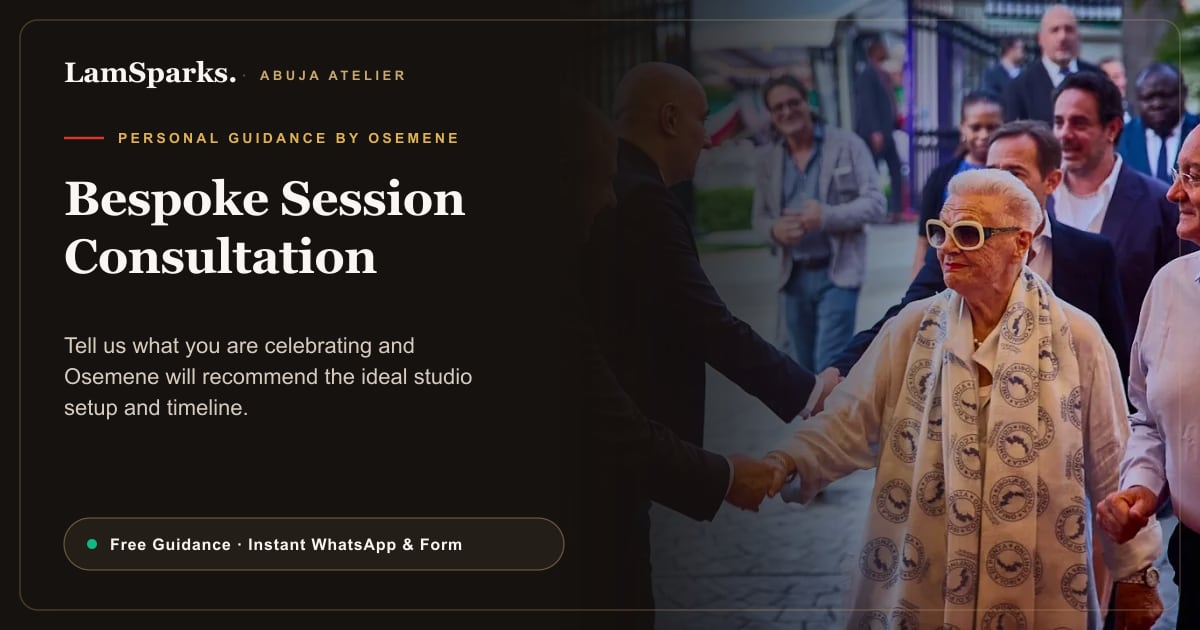 LamSparks. · ABUJA ATELIER
PERSONAL GUIDANCE BY OSEMENE
Bespoke Session
Consultation
Tell us what you are celebrating and
Osemene will recommend the ideal studio
setup and timeline.
Free Guidance · Instant WhatsApp & Form